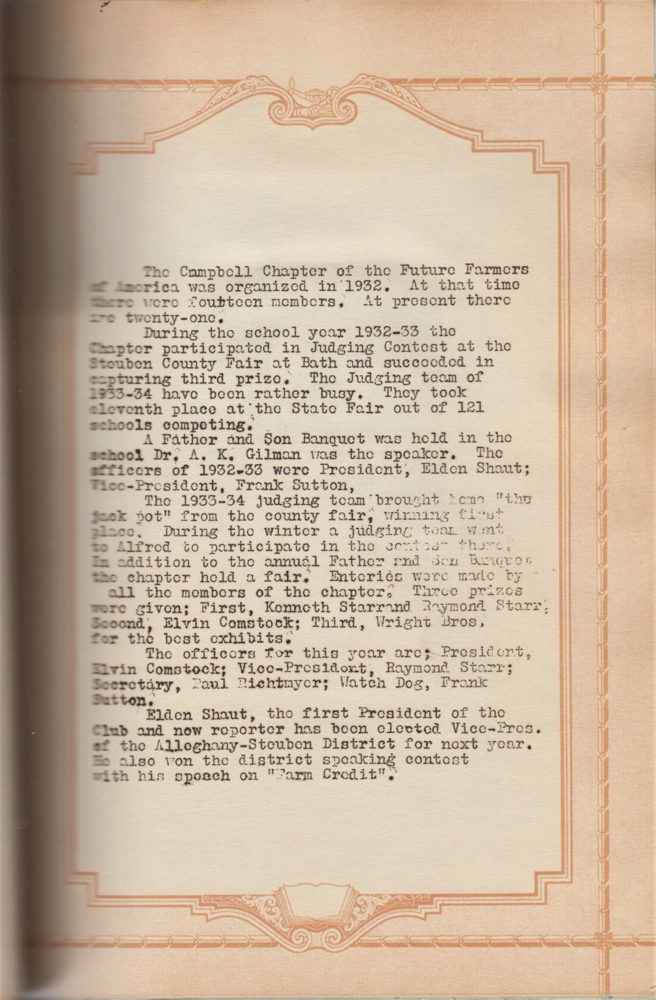 The Campbell Chapter of the Future Farmers
of America was organized in 1932. At that time
there were fourteen members. At present there
are twenty-one.
During the school year 1932-33 the
Chapter participated in Judging Contest at the
Steuben County Fair at Bath and succeeded in
capturing third prize. The Judging team of
1933-34 have been rather busy. They took
eleventh place at the State Fair out of 121
schools competing.
A Father and Son Banquet was held in the
school Dr. A. K. Gilman was the speaker. The
officers of 1932-33 were President, Elden Shaut;
Vice-President, Frank Sutton,
The 1933-34 judging team brought home "the
jack pot" from the county fair, winning first
place. During the winter a judging team went
to Alfred to participate in the contest there.
In addition to the annual Father and Son Banquet
the chapter held a fair. Enteries were made by
all the members of the chapter. Three prizes
were given; First, Kenneth Starrand Raymond Starr;
Second, Elvin Comstock; Third, Wright Bros.
for the best exhibits.
The officers for this year are; President,
Elvin Comstock; Vice-President, Raymond Starr;
Secretary, Paul Richtmyer; Watch Dog, Frank
Sutton.
Elden Shaut, the first President of the
Club and now reporter has been elected Vice-Pres.
of the Alleghany-Steuben District for next year.
He also won the district speaking contest
with his speech on "Farm Credit".